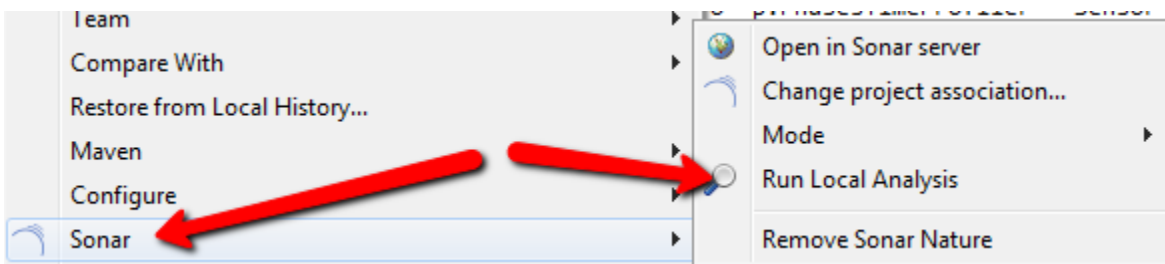 Team
Compare With
Restore from Local History...
Maven
Configure
Sonar
Open in Sonar server
Change project association...
Mode
Run Local Analysis
Remove Sonar Nature